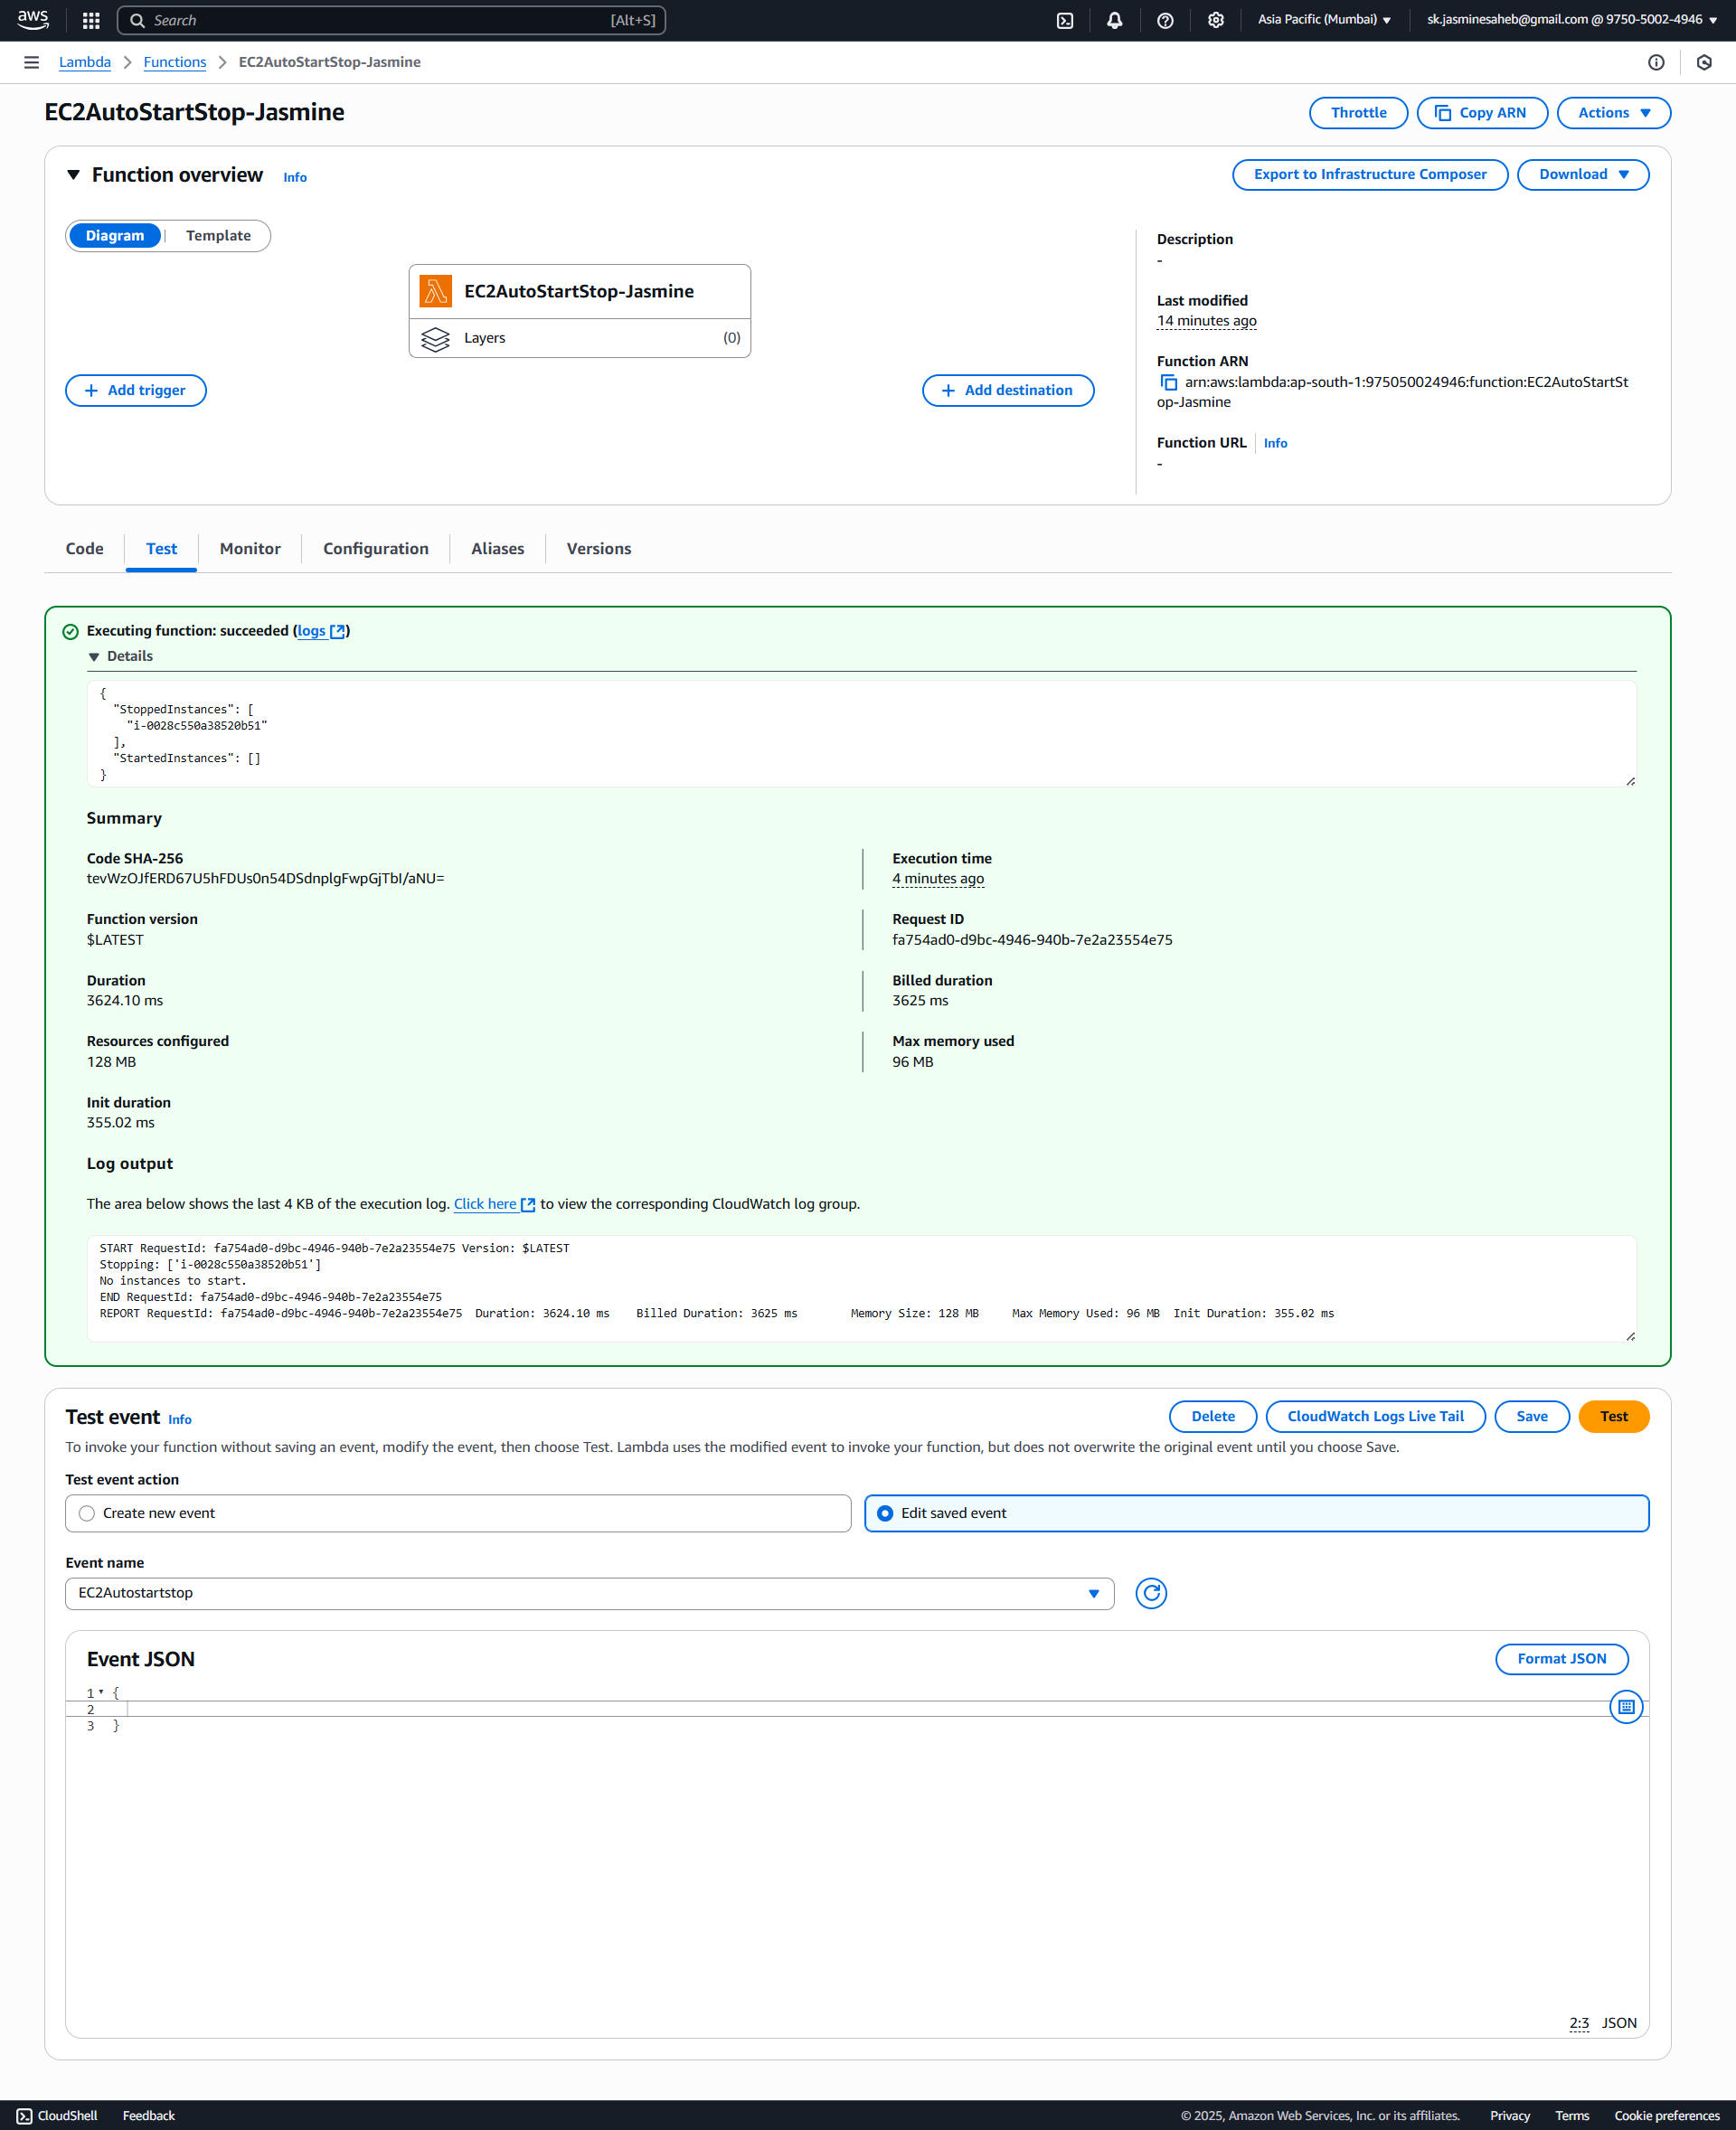 aws
Search [Alt+S]
Asia Pacific (Mumbai)
sk.jasminesaheb@gmail.com @ 9750-5002-4946
Lambda
Functions
EC2AutoStartStop-Jasmine
EC2AutoStartStop-Jasmine
Throttle
Copy ARN
Actions
Function overview Info
Export to Infrastructure Composer
Download
Diagram
Template
EC2AutoStartStop-Jasmine
Layers (0)
+ Add trigger
+ Add destination
Description
-
Last modified
14 minutes ago
Function ARN
arn:aws:lambda:ap-south-1:975050024946:function:EC2AutoStartSt
op-Jasmine
Function URL Info
-
Code
Test
Monitor
Configuration
Aliases
Versions
Executing function: succeeded (logs)
Details
{
"StoppedInstances": [
"i-0028c550a38520b51"
],
"StartedInstances": []
}
Summary
Code SHA-256
tevWzOJfERD67U5hFDUs0n54DSdnplgFwpGjTbI/aNU=
Execution time
4 minutes ago
Function version
$LATEST
Request ID
fa754ad0-d9bc-4946-940b-7e2a23554e75
Duration
3624.10 ms
Billed duration
3625 ms
Resources configured
128 MB
Max memory used
96 MB
Init duration
355.02 ms
Log output
The area below shows the last 4 KB of the execution log. Click here to view the corresponding CloudWatch log group.
START RequestId: fa754ad0-d9bc-4946-940b-7e2a23554e75 Version: $LATEST
Stopping: ['i-0028c550a38520b51']
No instances to start.
END RequestId: fa754ad0-d9bc-4946-940b-7e2a23554e75
REPORT RequestId: fa754ad0-d9bc-4946-940b-7e2a23554e75 Duration: 3624.10 ms Billed Duration: 3625 ms Memory Size: 128 MB Max Memory Used: 96 MB Init Duration: 355.02 ms
Test event Info
Delete
CloudWatch Logs Live Tail
Save
Test
To invoke your function without saving an event, modify the event, then choose Test. Lambda uses the modified event to invoke your function, but does not overwrite the original event until you choose Save.
Test event action
Create new event
Edit saved event
Event name
EC2Autostartstop
Event JSON
Format JSON
1 {
2
3 }
2:3 JSON
CloudShell
Feedback
© 2025, Amazon Web Services, Inc. or its affiliates.
Privacy
Terms
Cookie preferences